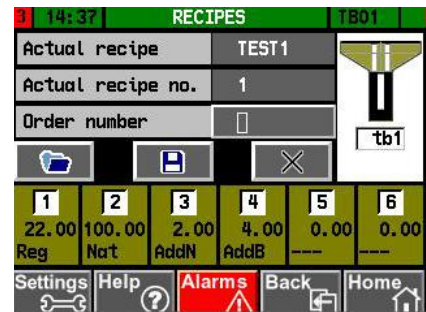 3 14:37 RECIPES TB01
Actual recipe TEST1
Actual recipe no. 1
Order number
tb1
1 2 3 4 5 6
22.00 100.00 2.00 4.00 0.00 0.00
Reg Nat AddN AddB --- ---
Settings Help ? Alarms Back Home